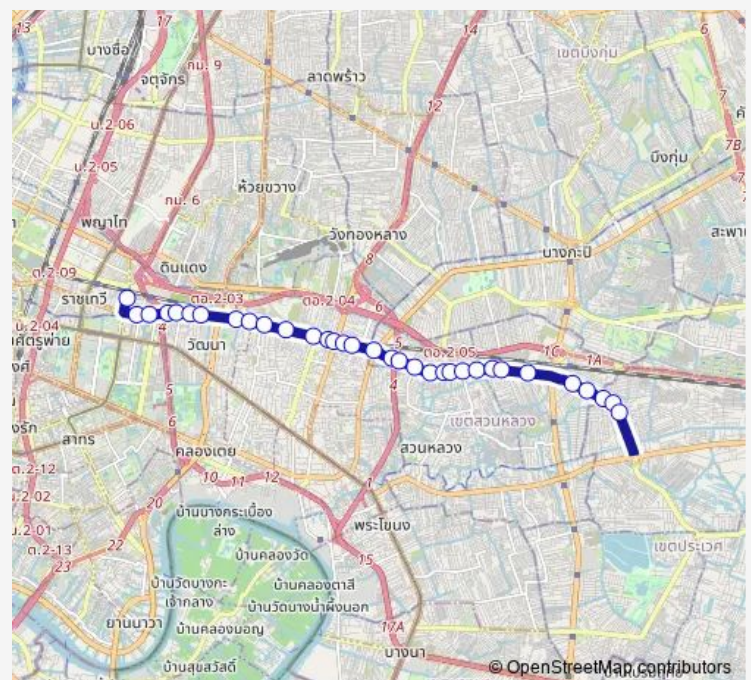 13
บางซื่อ
17
14
เขตบึงกุ่ม
6
จตุจักร
กม. 9
ลาดพร้าว
น.2-06
12
7
7B
น.2-05
กม. 6
ห้วยขวาง
บึงกุ่ม
พญาไท
วังทองหลาง
ต.2-09
ดินแดง
8
บางกะปิ
สะพา
ราชเทวี
ตอ.2-03
ตอ.2-04
6
น.2.04
4
วัฒนา
5
ตอ.2-05
1C
1A
5
4
6
เขตสวนหลวง
สาทร
คลองเตย
สวนหลวง
ต.2-12
10
11
12
1
น.2-02
20
บ้านบางกระเบื้อง
ล่าง
พระโขนง
น.2-01
22
บ้านคลองวัด
15
เขตประเวศ
ต.2-13
23
บ้านวัดบางกะ
เจ้ากลาง
บ้านคลองตาสี
บ้านวัดบางน้ำผึ้งนอก
ยานนาวา
บ้านคลองมอญ
17A
บางนา
บ้านสุขสวัสดิ์
© OpenStreetMap contributors